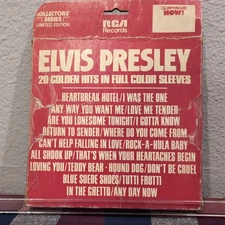 COLLECTORS'
SERIES
LIMITED EDITION
RCA
Records
NOW!
ELVIS PRESLEY
20 GOLDEN HITS IN FULL COLOR SLEEVES
HEARTBREAK HOTEL/I WAS THE ONE
ANY WAY YOU WANT ME/LOVE ME TENDER
ARE YOU LONESOME TONIGHT/I GOTTA KNOW
RETURN TO SENDER/WHERE DO YOU COME FROM
CAN'T HELP FALLING IN LOVE/ROCK-A-HULA BABY
ALL SHOOK UP/THAT'S WHEN YOUR HEARTACHES BEGIN
LOVING YOU/TEDDY BEAR · HOUND DOG/DON'T BE CRUEL
BLUE SUEDE SHOES/TUTTI FRUTTI
IN THE GHETTO/ANY DAY NOW